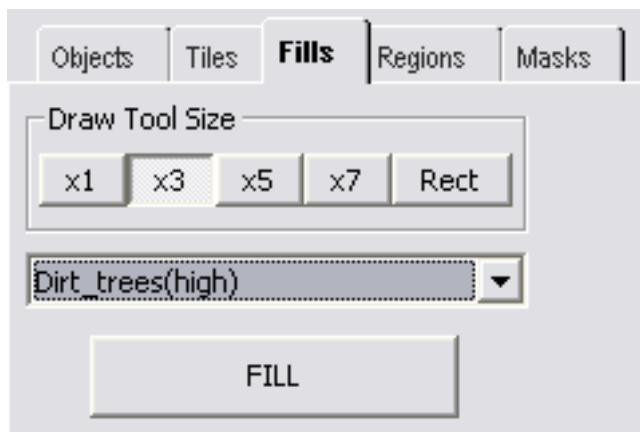 Objects Tiles Fills Regions Masks
Draw Tool Size
x1 x3 x5 x7 Rect
Dirt_trees(high)
FILL